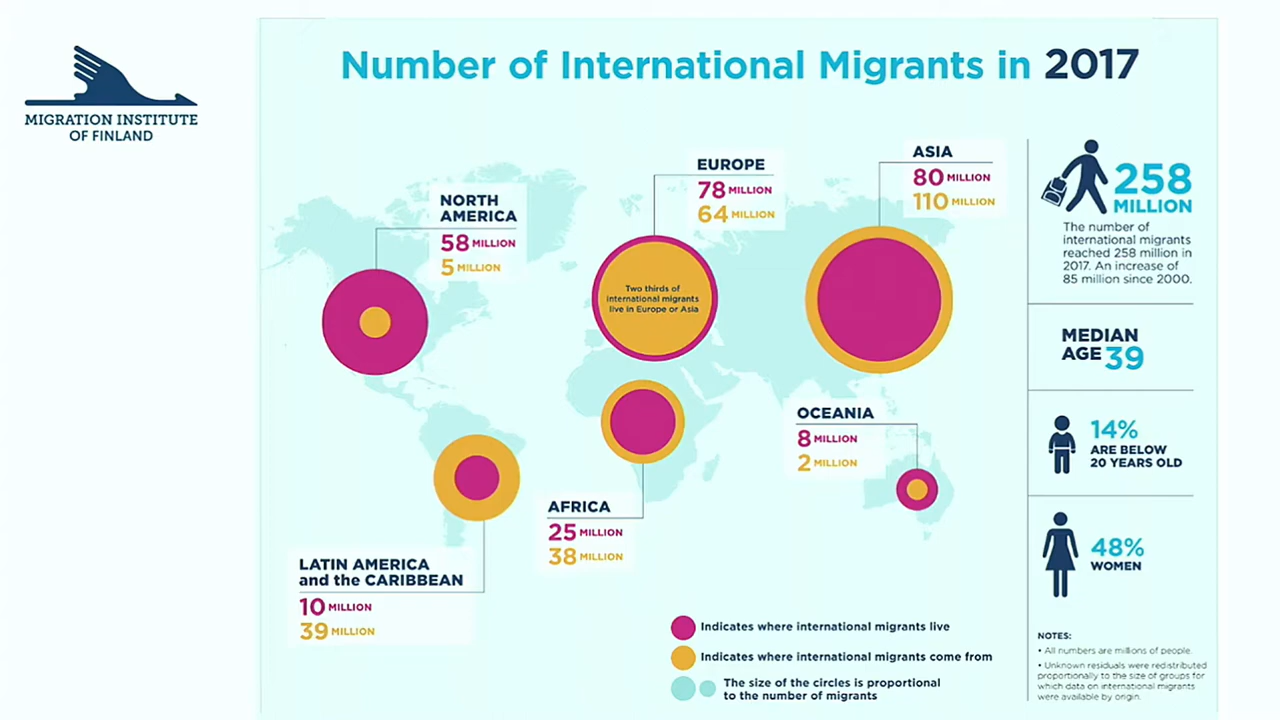 MIGRATION INSTITUTE
OF FINLAND
Number of International Migrants in 2017
NORTH
AMERICA
58 MILLION
5 MILLION
EUROPE
78 MILLION
64 MILLION
Two thirds of
international migrants
live in Europe or Asia
ASIA
80 MILLION
110 MILLION
LATIN AMERICA
and the CARIBBEAN
10 MILLION
39 MILLION
AFRICA
25 MILLION
38 MILLION
OCEANIA
8 MILLION
2 MILLION
Indicates where international migrants live
Indicates where international migrants come from
The size of the circles is proportional
to the number of migrants
258
MILLION
The number of
international migrants
reached 258 million in
2017. An increase of
85 million since 2000.
MEDIAN
AGE 39
14%
ARE BELOW
20 YEARS OLD
48%
WOMEN
NOTES:
• All numbers are millions of people.
• Unknown residuals were redistributed
proportionally to the size of groups for
which data on international migrants
were available by origin.